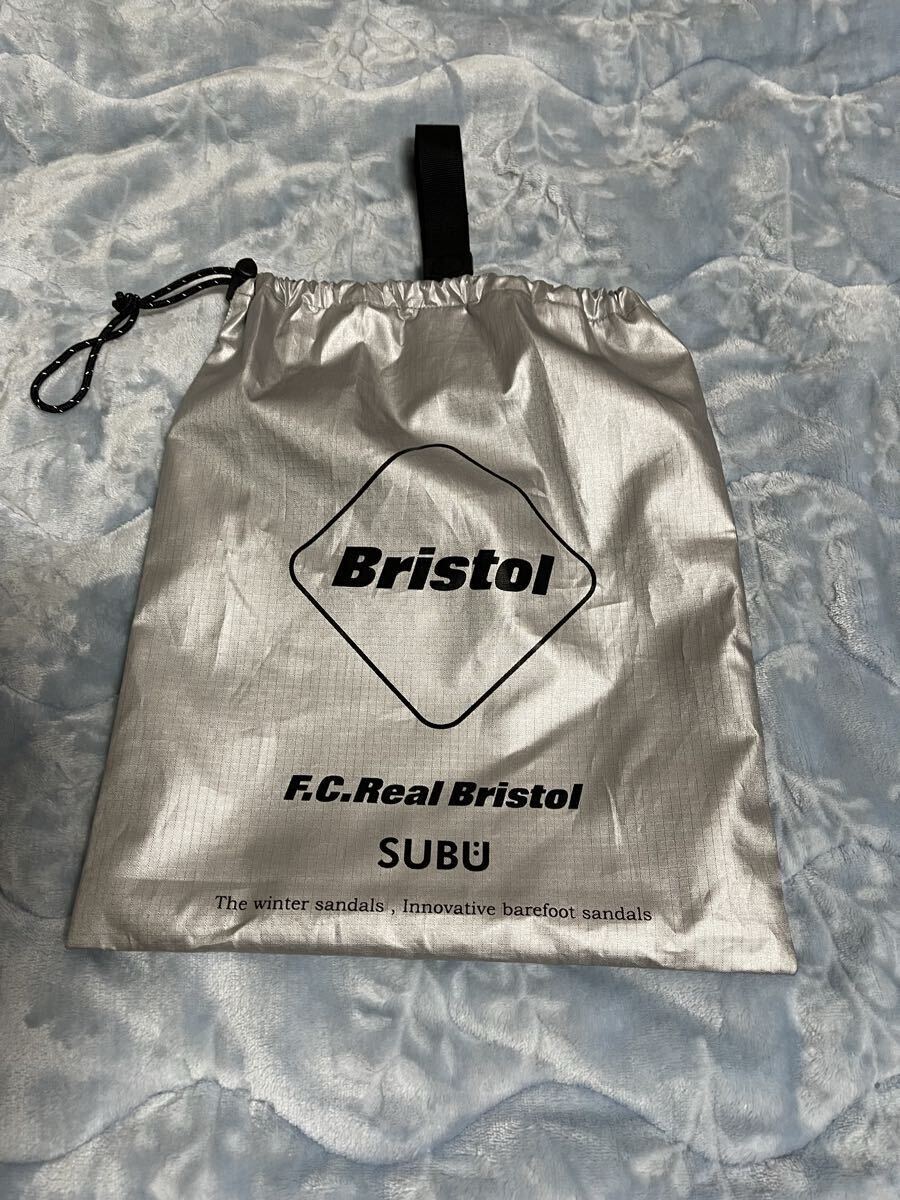 Bristol
F.C.Real Bristol
SUBÜ
The winter sandals , Innovative barefoot sandals